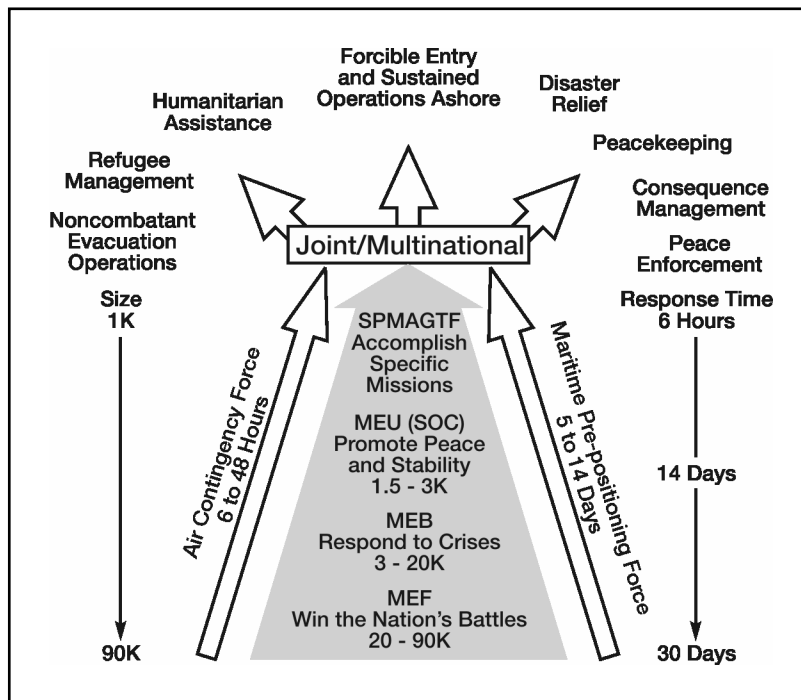 Forcible Entry
and Sustained
Operations Ashore
Disaster
Relief
Humanitarian
Assistance
Peacekeeping
Refugee
Management
Consequence
Management
Noncombatant
Evacuation
Operations
Joint/Multinational
Peace
Enforcement
Size
1K
Response Time
6 Hours
SPMAGTF
Accomplish
Specific
Missions
Air Contingency Force
6 to 48 Hours
Maritime Pre-positioning Force
5 to 14 Days
MEU (SOC)
Promote Peace
and Stability
1.5 - 3K
14 Days
MEB
Respond to Crises
3 - 20K
MEF
Win the Nation's Battles
20 - 90K
90K
30 Days